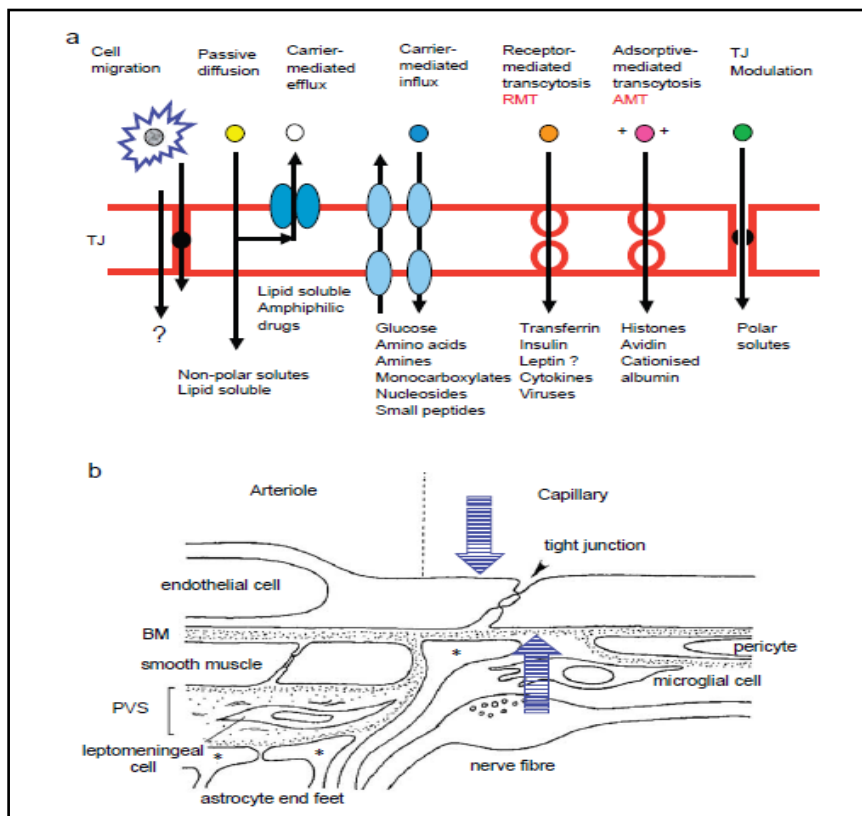 a
Cell
migration
Passive
diffusion
Carrier-
mediated
efflux
Carrier-
mediated
influx
Receptor-
mediated
transcytosis
RMT
Adsorptive-
mediated
transcytosis
AMT
TJ
Modulation
+ +
TJ
?
Non-polar solutes
Lipid soluble
Lipid soluble
Amphiphilic
drugs
Glucose
Amino acids
Amines
Monocarboxylates
Nucleosides
Small peptides
Transferrin
Insulin
Leptin ?
Cytokines
Viruses
Histones
Avidin
Cationised
albumin
Polar
solutes
b
Arteriole
Capillary
tight junction
endothelial cell
BM
smooth muscle
PVS
leptomeningeal
cell
astrocyte end feet
* * *
pericyte
microglial cell
nerve fibre